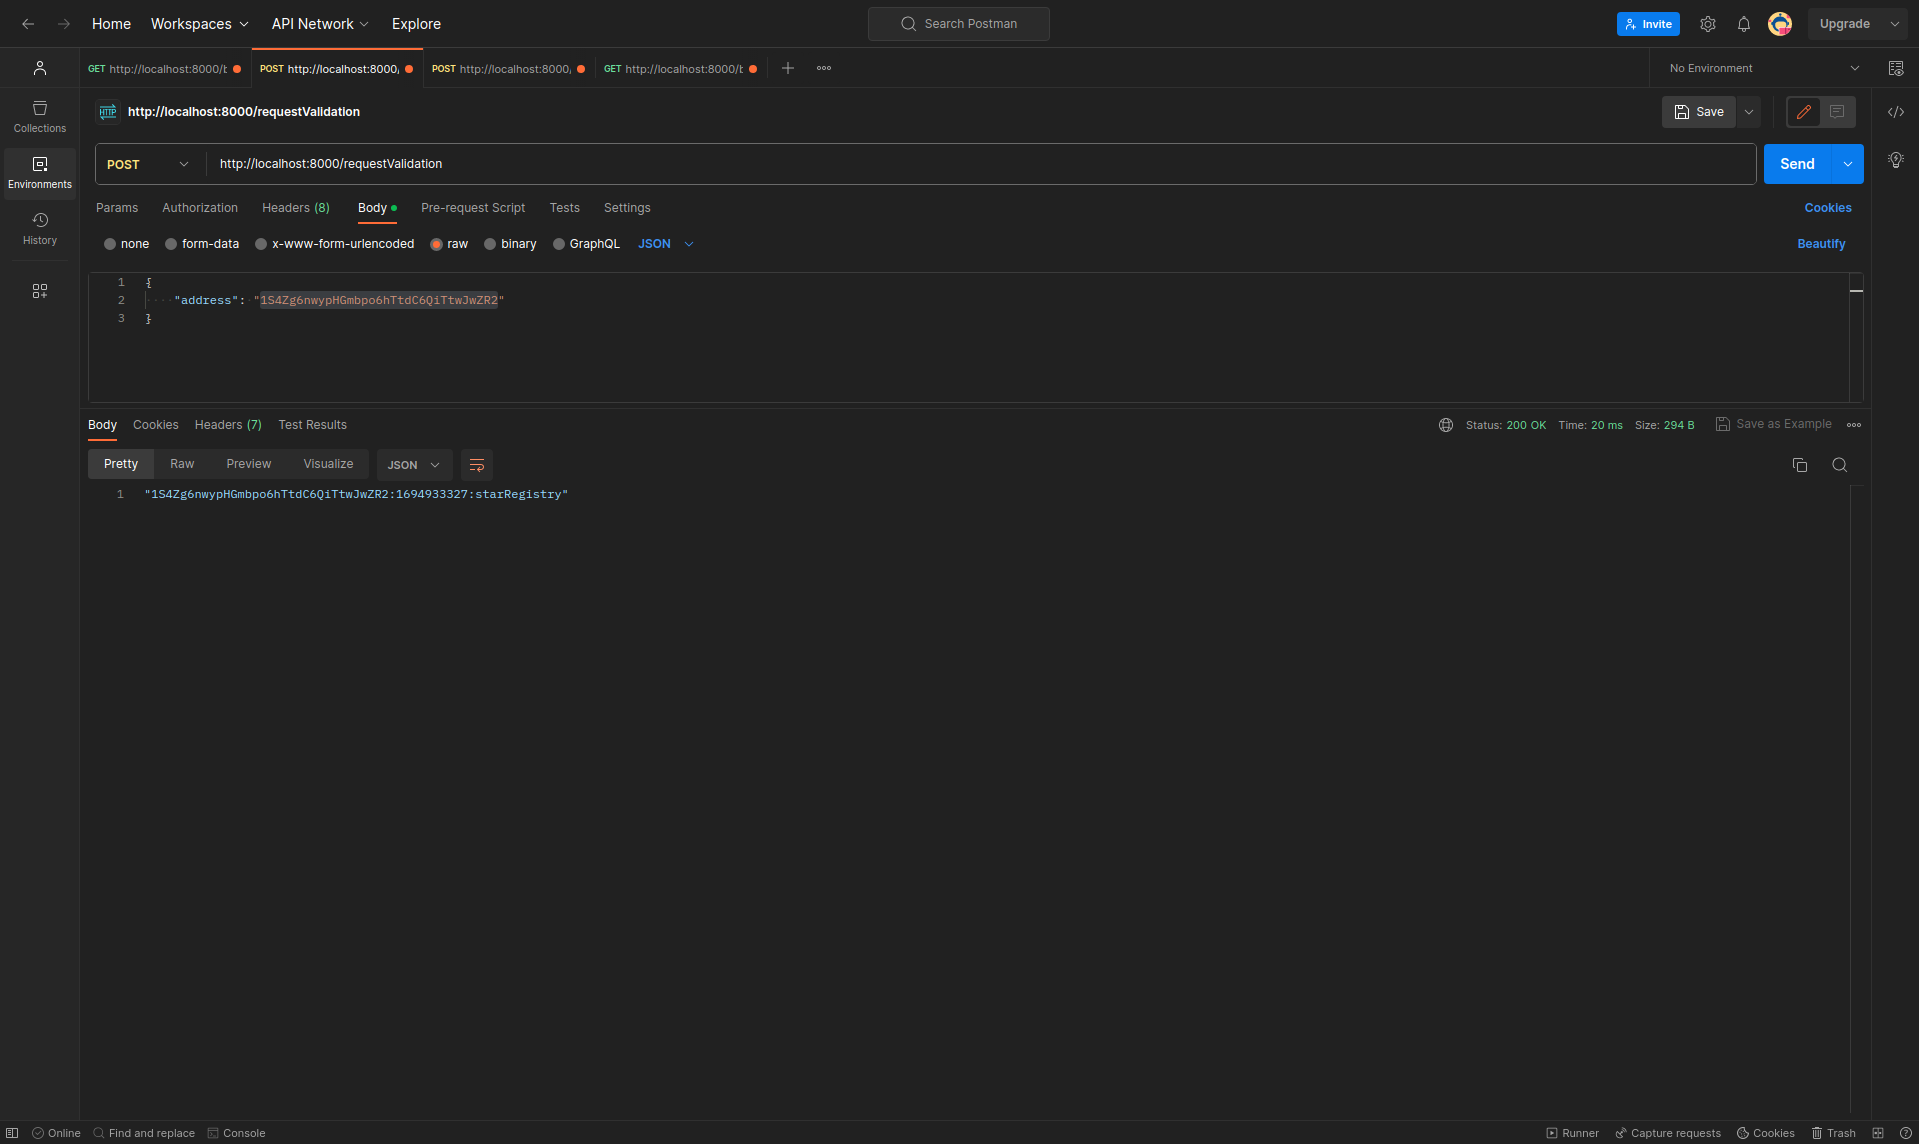 Home Workspaces API Network Explore Search Postman Invite Upgrade
GET http://localhost:8000/b POST http://localhost:8000/ POST http://localhost:8000/ GET http://localhost:8000/b No Environment
HTTP http://localhost:8000/requestValidation Save
Collections
POST http://localhost:8000/requestValidation Send
Environments
Params Authorization Headers (8) Body Pre-request Script Tests Settings Cookies
History
none form-data x-www-form-urlencoded raw binary GraphQL JSON Beautify
1 {
2 "address": "1S4Zg6nwypHGmbpo6hTtdC6QiTtwJwZR2"
3 }
Body Cookies Headers (7) Test Results Status: 200 OK Time: 20 ms Size: 294 B Save as Example
Pretty Raw Preview Visualize JSON
1 "1S4Zg6nwypHGmbpo6hTtdC6QiTtwJwZR2:1694933327:starRegistry"
Online Find and replace Console Runner Capture requests Cookies Trash